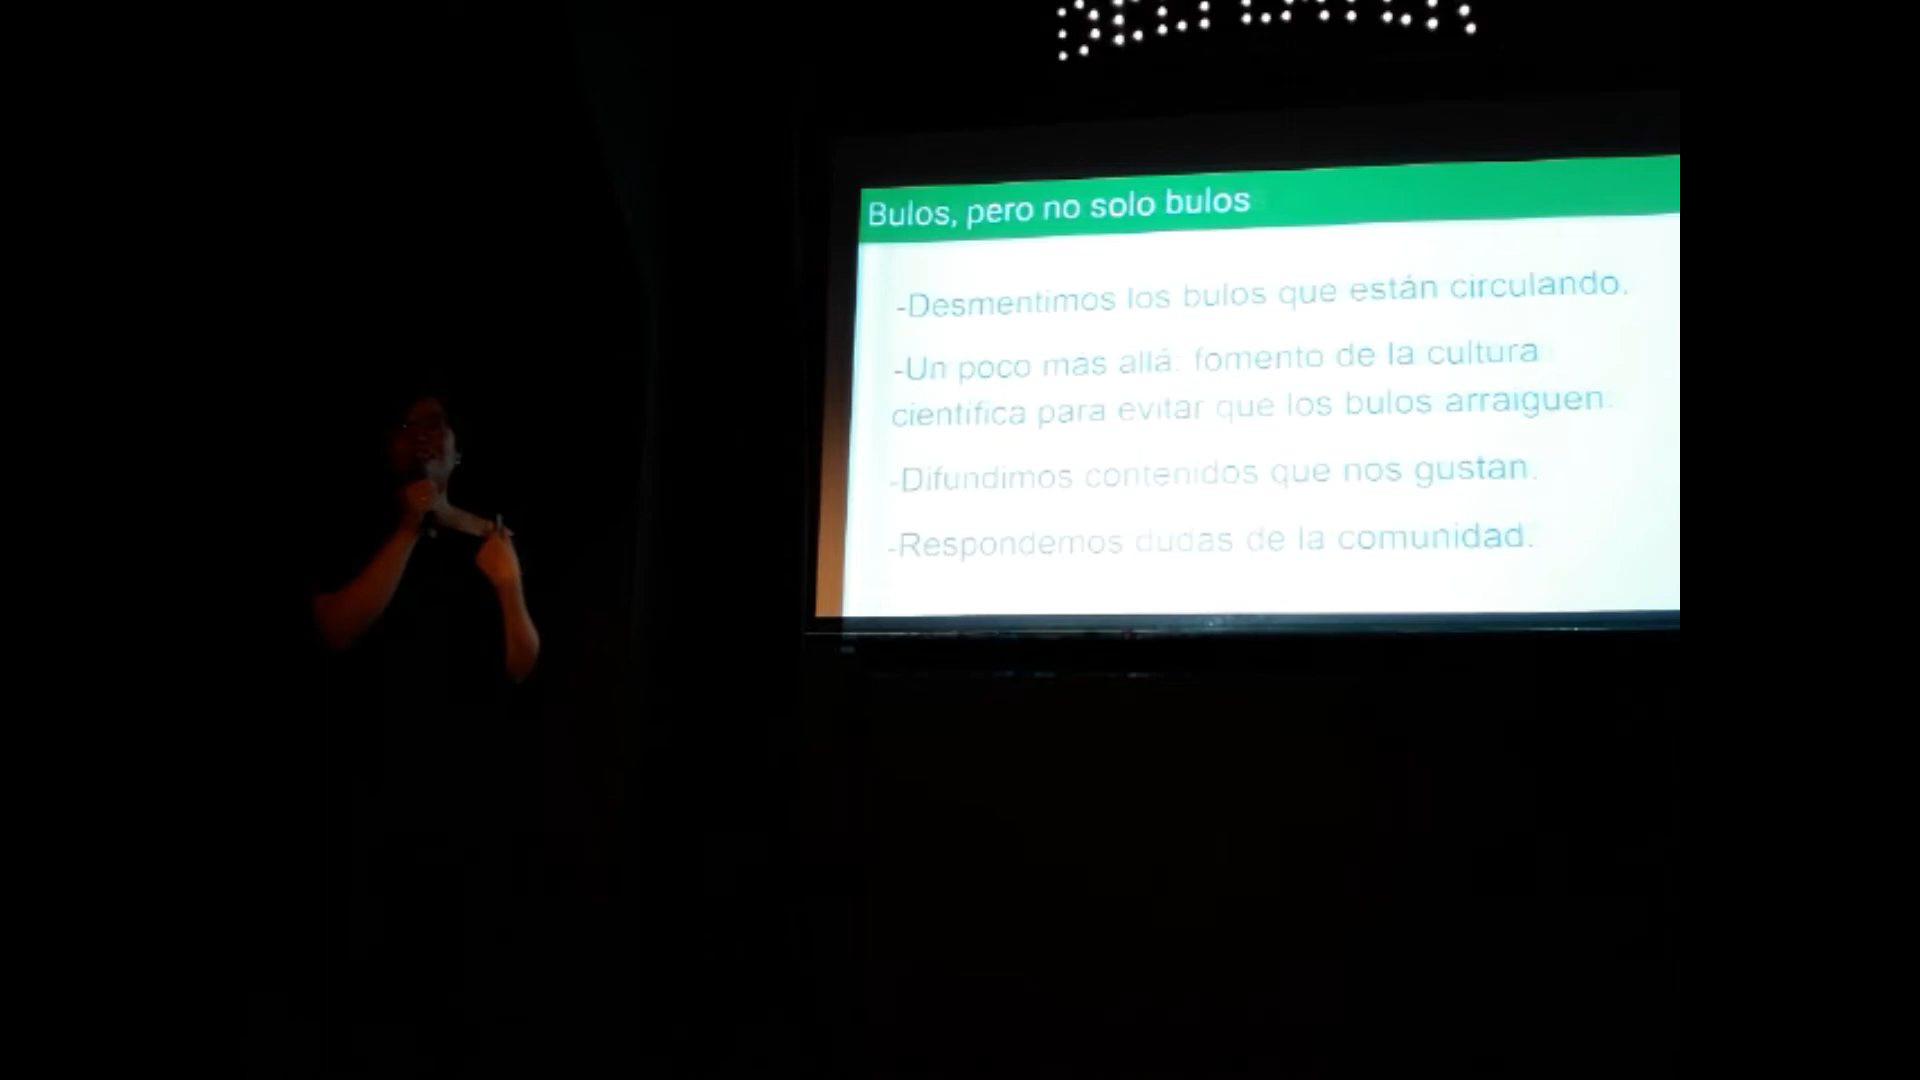 Bulos, pero no solo bulos
-Desmentimos los bulos que están circulando.
-Un poco más allá: fomento de la cultura
científica para evitar que los bulos arraiguen.
-Difundimos contenidos que nos gustan.
-Respondemos dudas de la comunidad.